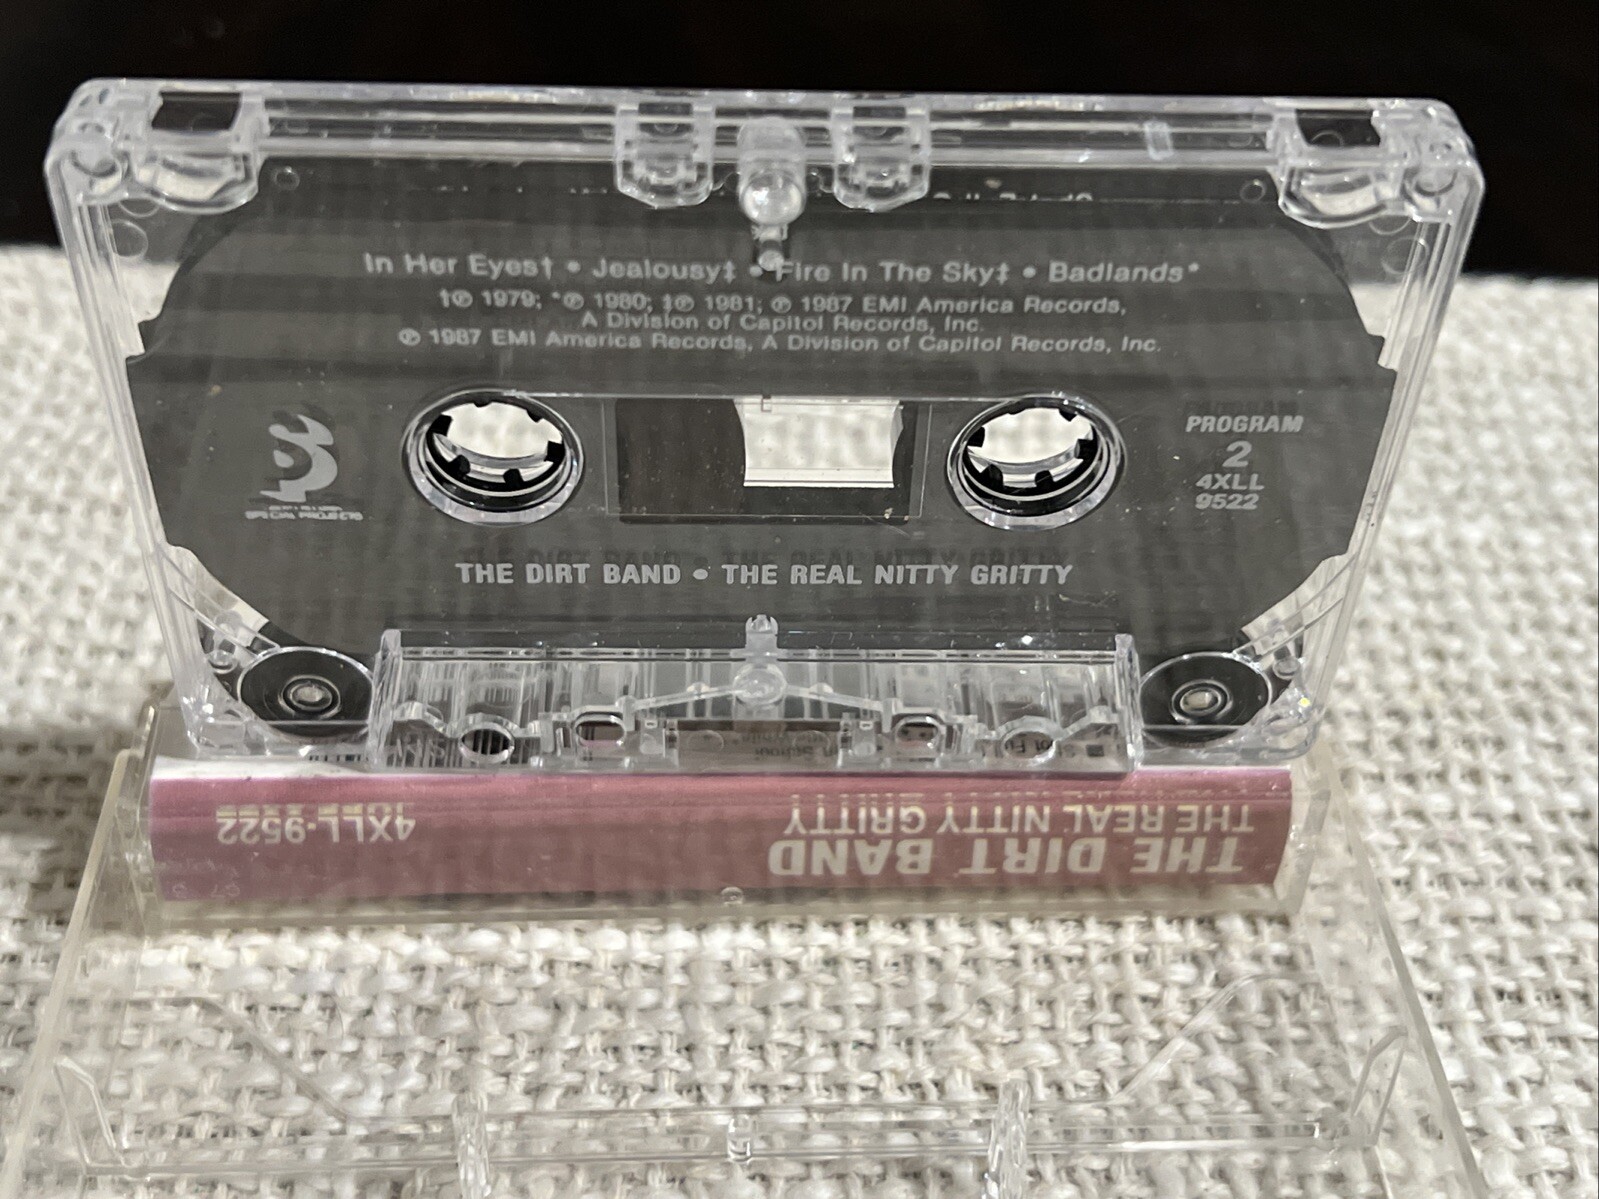 In Her Eyes† • Jealousy‡ • Fire In The Sky‡ • Badlands*
†℗ 1979; *℗ 1980; ‡℗ 1981; ℗ 1987 EMI America Records,
A Division of Capitol Records, Inc.
℗ 1987 EMI America Records, A Division of Capitol Records, Inc.
SPECIAL PROJECTS
PROGRAM
2
4XLL
9522
THE DIRT BAND • THE REAL NITTY GRITTY
THE DIRT BAND
THE REAL NITTY GRITTY
4XLL-9522